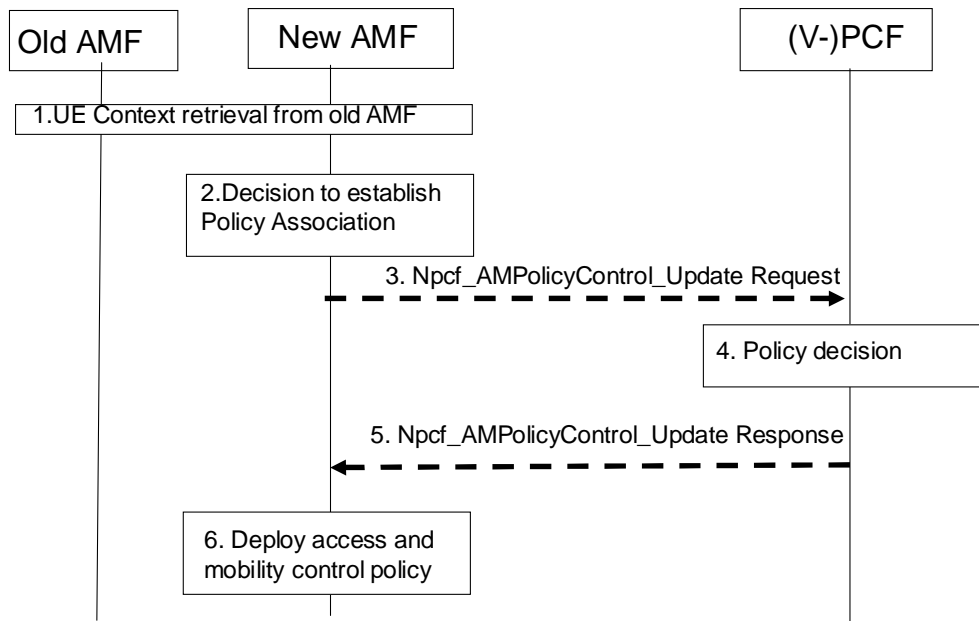 Old AMF
New AMF
(V-)PCF
1.UE Context retrieval from old AMF
2.Decision to establish
Policy Association
3. Npcf_AMPolicyControl_Update Request
4. Policy decision
5. Npcf_AMPolicyControl_Update Response
6. Deploy access and
mobility control policy